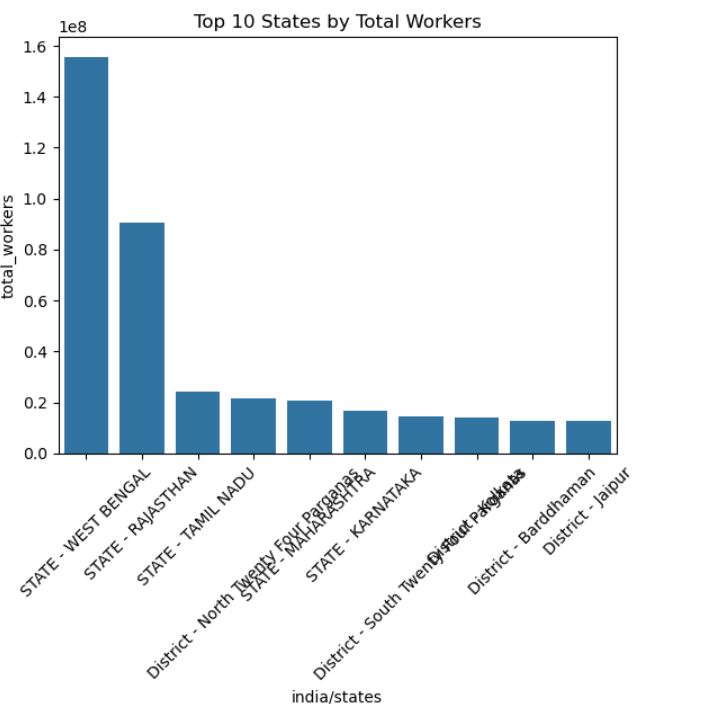 Top 10 States by Total Workers
1e8
1.6
1.4
1.2
1.0
0.8
0.6
0.4
0.2
0.0
total_workers
STATE - WEST BENGAL
STATE - RAJASTHAN
STATE - TAMIL NADU
District - North Twenty Four Parganas
STATE - MAHARASHTRA
STATE - KARNATAKA
District - South Twenty Four Parganas
District - Kolkata
District - Barddhaman
District - Jaipur
india/states